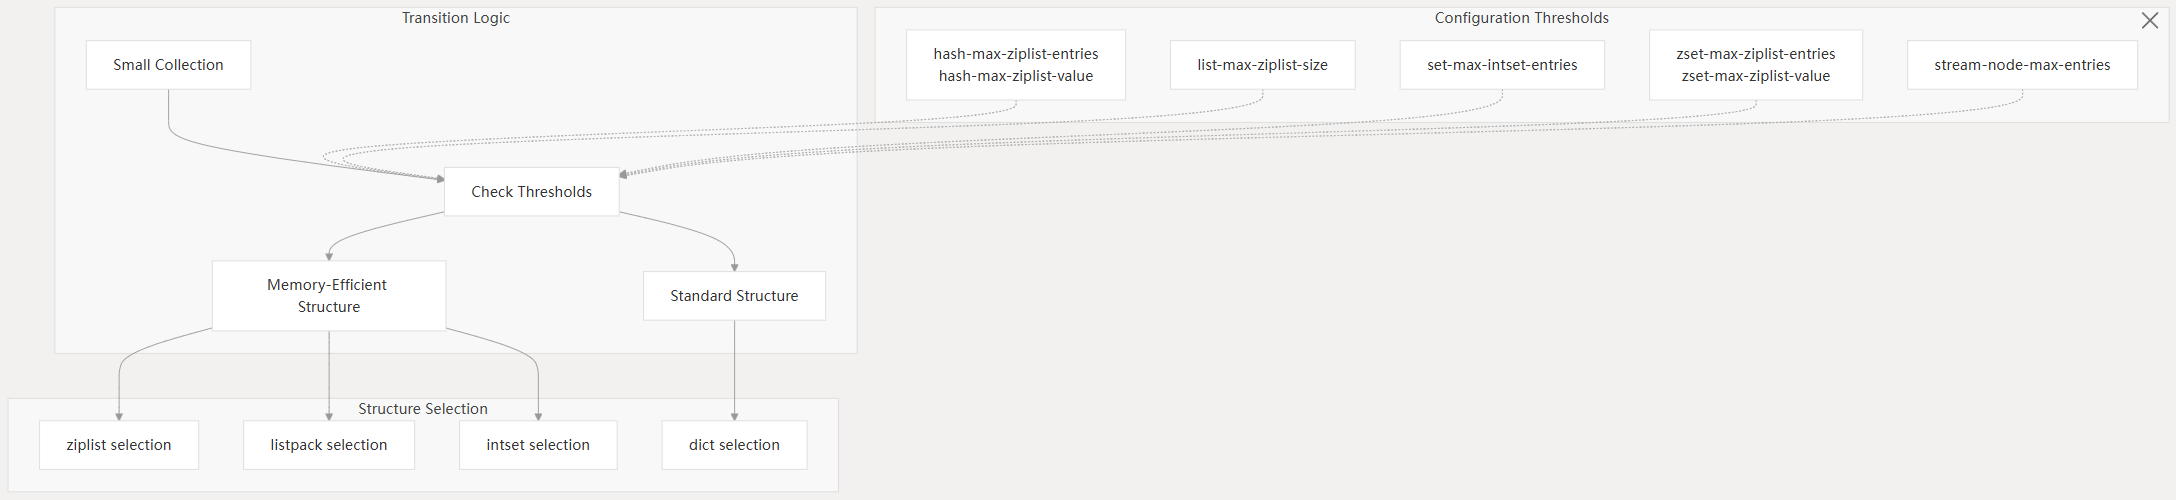 Transition Logic
Small Collection
Check Thresholds
Memory-Efficient
Structure
Standard Structure
Configuration Thresholds
hash-max-ziplist-entries
hash-max-ziplist-value
list-max-ziplist-size
set-max-intset-entries
zset-max-ziplist-entries
zset-max-ziplist-value
stream-node-max-entries
Structure Selection
ziplist selection
listpack selection
intset selection
dict selection